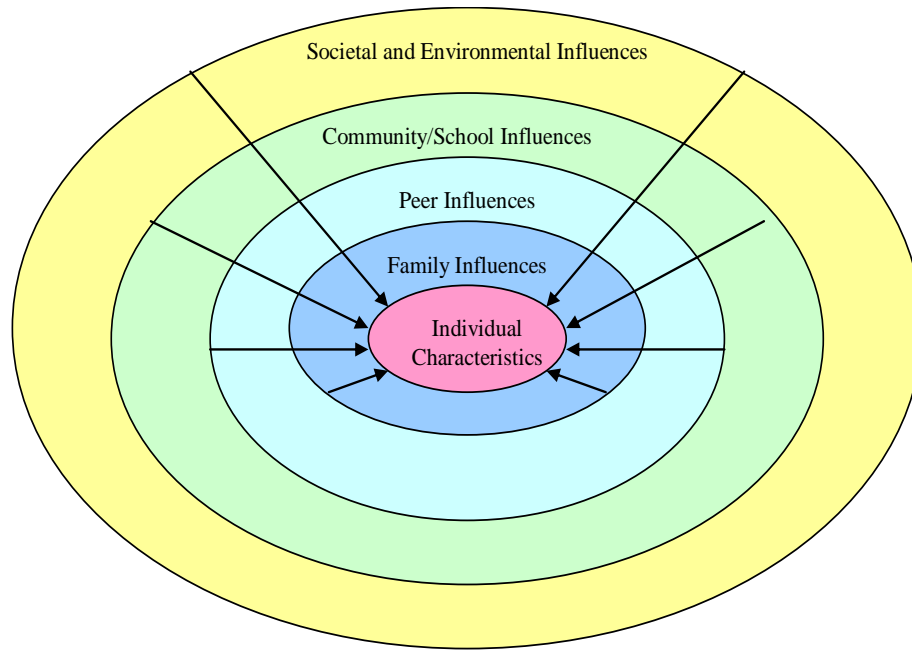 Societal and Environmental Influences
Community/School Influences
Peer Influences
Family Influences
Individual
Characteristics